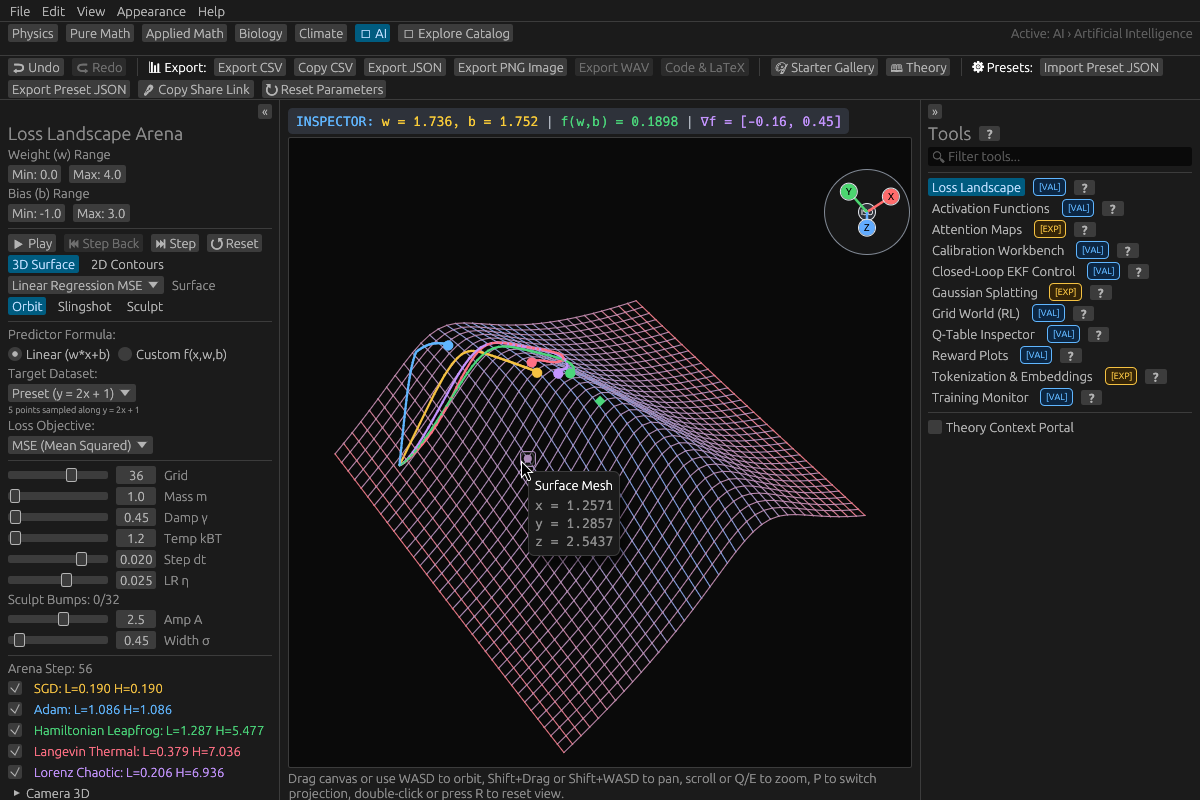 File Edit View Appearance Help
Physics Pure Math Applied Math Biology Climate AI Explore Catalog Active: AI › Artificial Intelligence
Undo Redo Export: Export CSV Copy CSV Export JSON Export PNG Image Export WAV Code & LaTeX Starter Gallery Theory Presets: Import Preset JSON
Export Preset JSON Copy Share Link Reset Parameters
«
Loss Landscape Arena
Weight (w) Range
Min: 0.0 Max: 4.0
Bias (b) Range
Min: -1.0 Max: 3.0
Play Step Back Step Reset
3D Surface 2D Contours
Linear Regression MSE Surface
Orbit Slingshot Sculpt
Predictor Formula:
Linear (w*x+b) Custom f(x,w,b)
Target Dataset:
Preset (y = 2x + 1)
5 points sampled along y = 2x + 1
Loss Objective:
MSE (Mean Squared)
36 Grid
1.0 Mass m
0.45 Damp γ
1.2 Temp kBT
0.020 Step dt
0.025 LR η
Sculpt Bumps: 0/32
2.5 Amp A
0.45 Width σ
Arena Step: 56
SGD: L=0.190 H=0.190
Adam: L=1.086 H=1.086
Hamiltonian Leapfrog: L=1.287 H=5.477
Langevin Thermal: L=0.379 H=7.036
Lorenz Chaotic: L=0.206 H=6.936
Camera 3D
INSPECTOR: w = 1.736, b = 1.752 | f(w,b) = 0.1898 | ∇f = [-0.16, 0.45]
Y X
Z
Surface Mesh
x = 1.2571
y = 1.2857
z = 2.5437
Drag canvas or use WASD to orbit, Shift+Drag or Shift+WASD to pan, scroll or Q/E to zoom, P to switch
projection, double-click or press R to reset view.
»
Tools ?
Filter tools...
Loss Landscape [VAL] ?
Activation Functions [VAL] ?
Attention Maps [EXP] ?
Calibration Workbench [VAL] ?
Closed-Loop EKF Control [VAL] ?
Gaussian Splatting [EXP] ?
Grid World (RL) [VAL] ?
Q-Table Inspector [VAL] ?
Reward Plots [VAL] ?
Tokenization & Embeddings [EXP] ?
Training Monitor [VAL] ?
Theory Context Portal